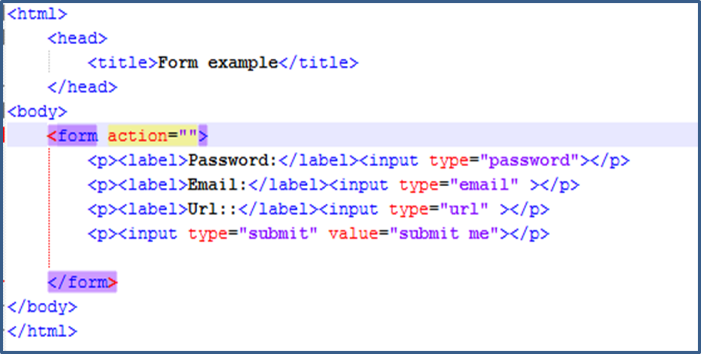 <html>
<head>
<title>Form example</title>
</head>
<body>
<form action="">
<p><label>Password:</label><input type="password"></p>
<p><label>Email:</label><input type="email" ></p>
<p><label>Url::</label><input type="url" ></p>
<p><input type="submit" value="submit me"></p>
</form>
</body>
</html>